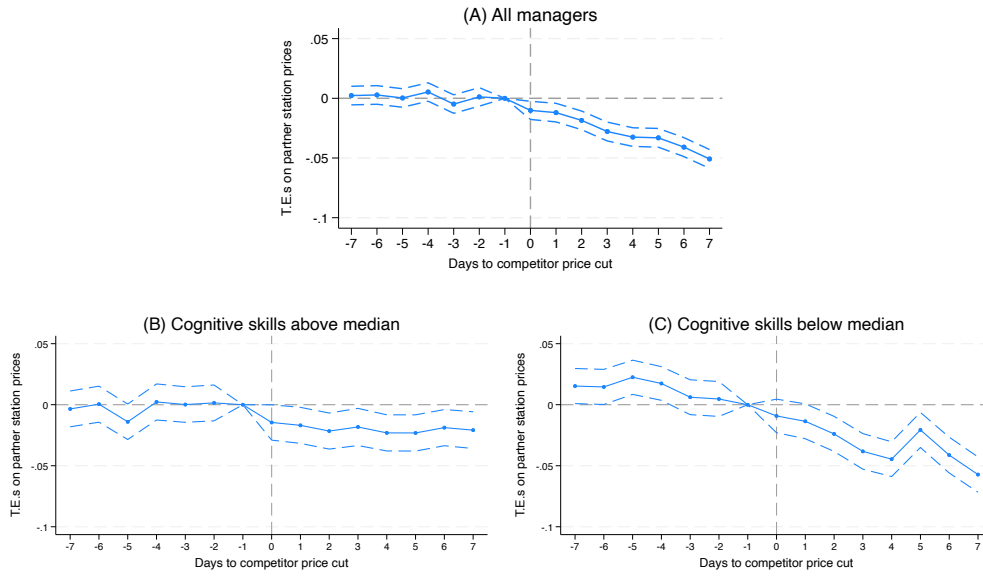 (A) All managers
T.E.s on partner station prices
.05
0
-.05
-.1
-7 -6 -5 -4 -3 -2 -1 0 1 2 3 4 5 6 7
Days to competitor price cut
(B) Cognitive skills above median
T.E.s on partner station prices
.05
0
-.05
-.1
-7 -6 -5 -4 -3 -2 -1 0 1 2 3 4 5 6 7
Days to competitor price cut
(C) Cognitive skills below median
T.E.s on partner station prices
.05
0
-.05
-.1
-7 -6 -5 -4 -3 -2 -1 0 1 2 3 4 5 6 7
Days to competitor price cut